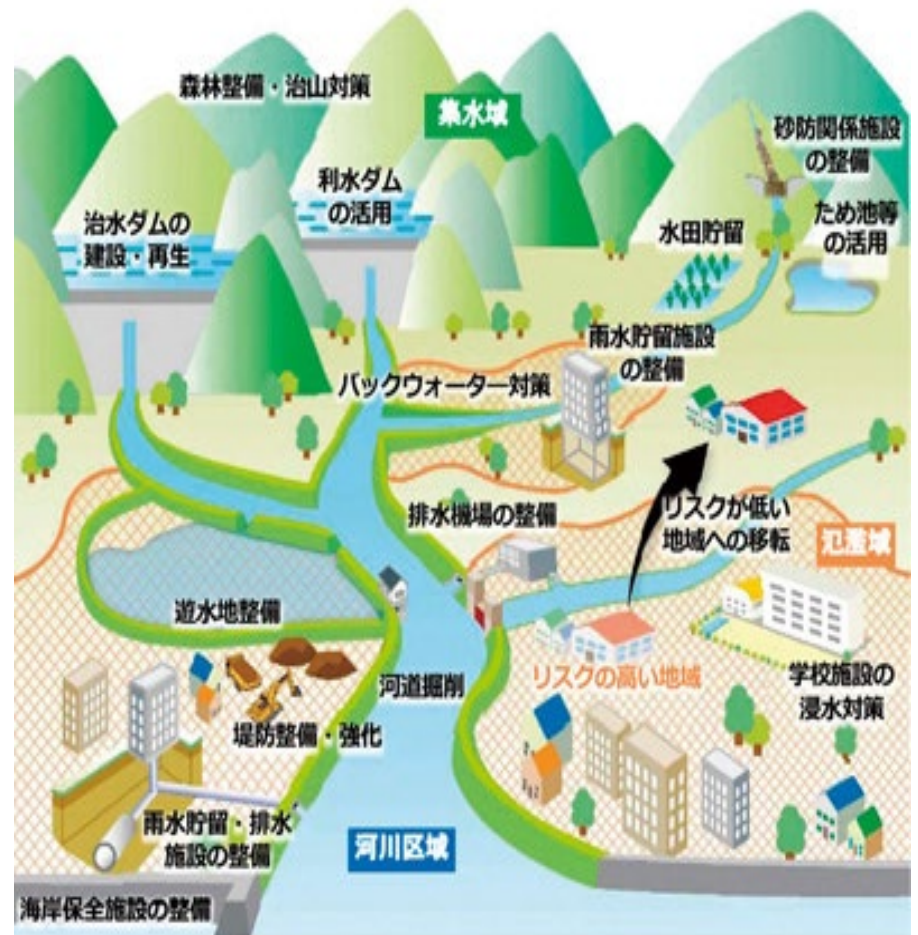 森林整備・治山対策
集水域
砂防関係施設
の整備
利水ダム
の活用
治水ダムの
建設・再生
水田貯留
ため池等
の活用
雨水貯留施設
の整備
バックウォーター対策
排水機場の整備
リスクが低い
地域への移転
氾濫域
遊水地整備
河道掘削
リスクの高い地域
学校施設の
浸水対策
堤防整備・強化
雨水貯留・排水
施設の整備
河川区域
海岸保全施設の整備